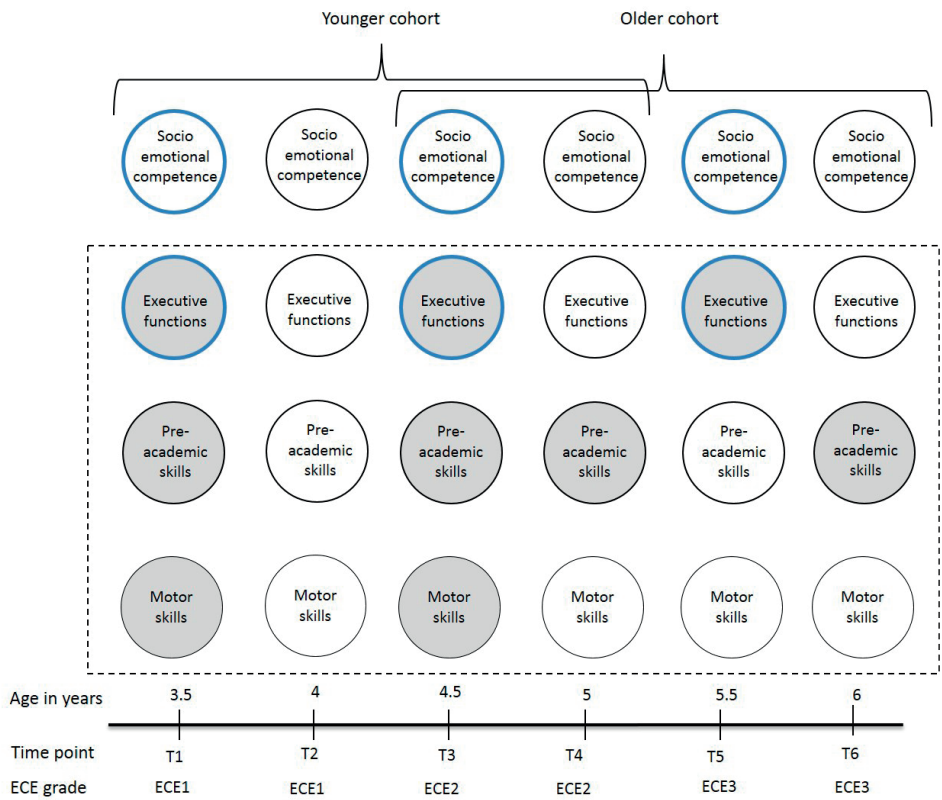 Younger cohort
Older cohort
Socio
emotional
competence
Socio
emotional
competence
Socio
emotional
competence
Socio
emotional
competence
Socio
emotional
competence
Socio
emotional
competence
Executive
functions
Executive
functions
Executive
functions
Executive
functions
Executive
functions
Executive
functions
Pre-
academic
skills
Pre-
academic
skills
Pre-
academic
skills
Pre-
academic
skills
Pre-
academic
skills
Pre-
academic
skills
Motor
skills
Motor
skills
Motor
skills
Motor
skills
Motor
skills
Motor
skills
Age in years 3.5 4 4.5 5 5.5 6
Time point T1 T2 T3 T4 T5 T6
ECE grade ECE1 ECE1 ECE2 ECE2 ECE3 ECE3